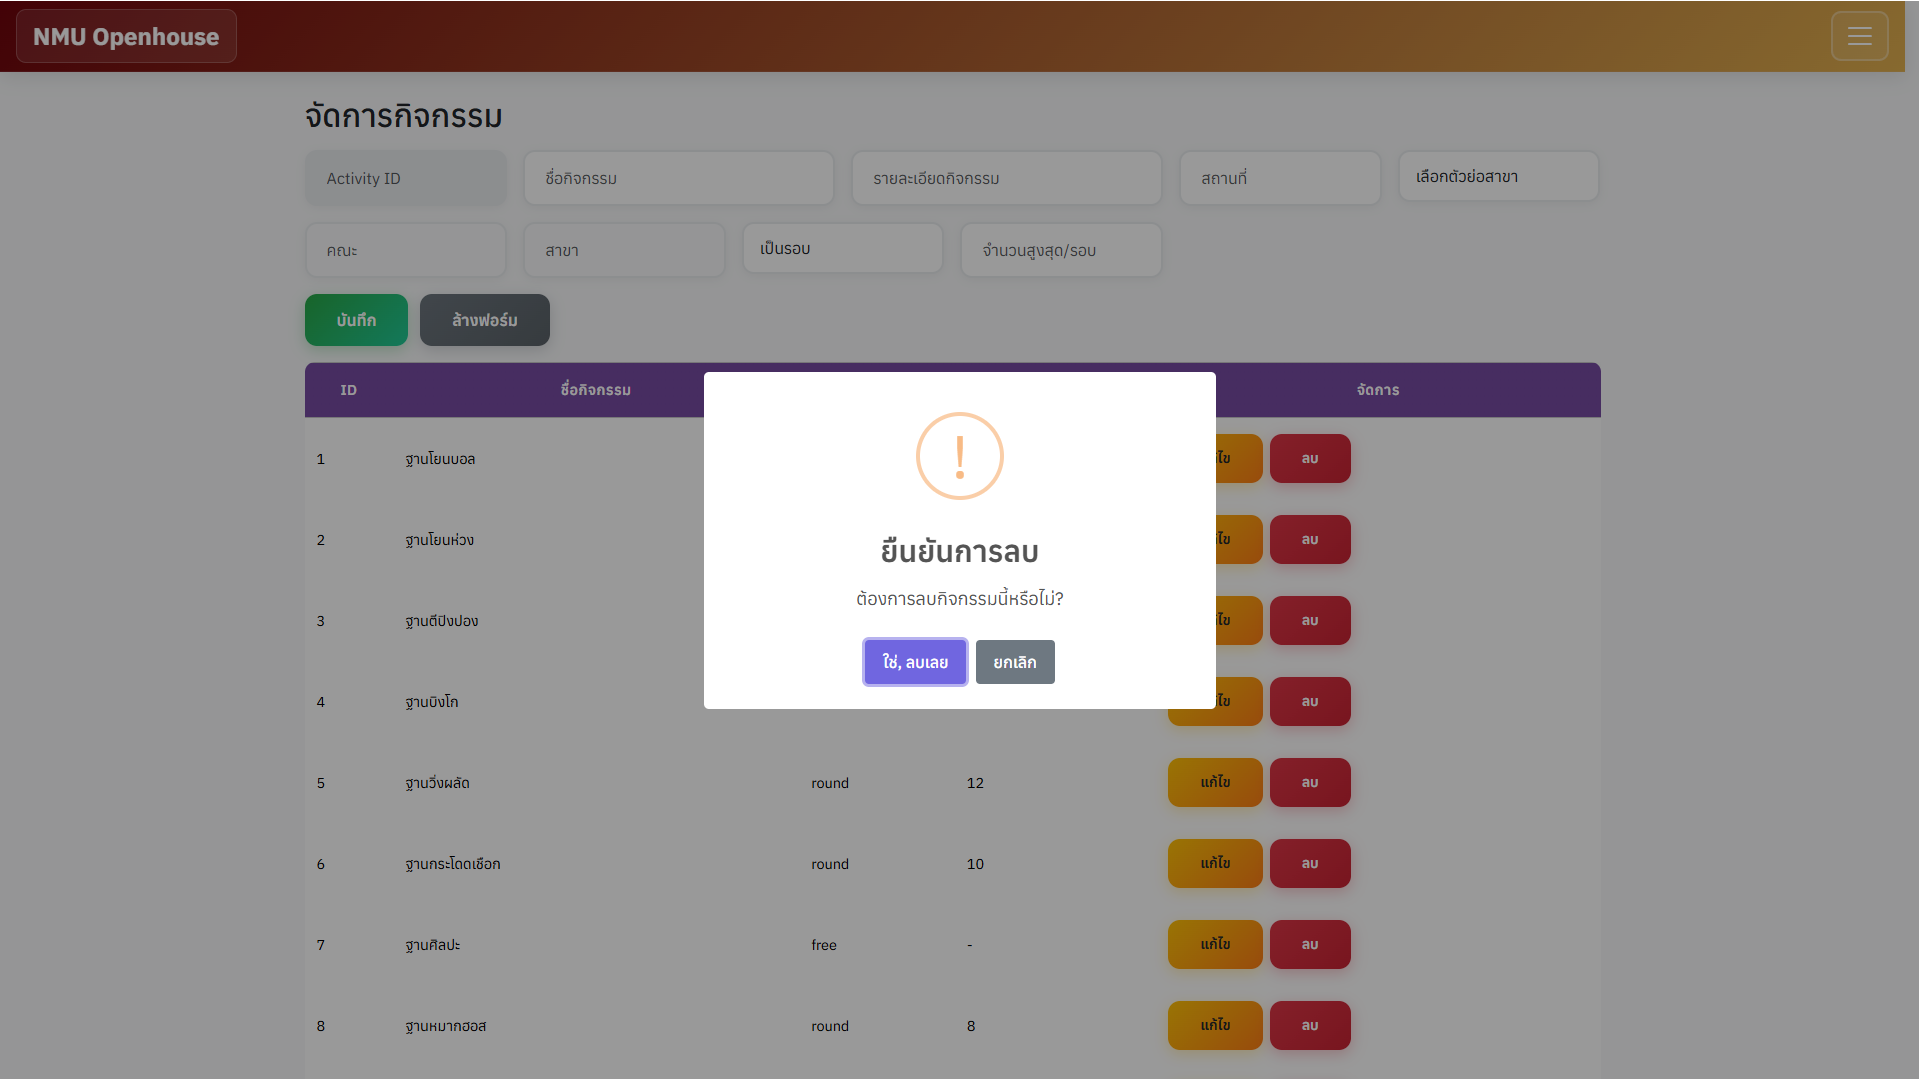 NMU Openhouse
จัดการกิจกรรม
Activity ID ชื่อกิจกรรม รายละเอียดกิจกรรม สถานที่ เลือกตัวย่อสาขา
คณะ สาขา เป็นรอบ จำนวนสูงสุด/รอบ
บันทึก ล้างฟอร์ม
ID ชื่อกิจกรรม จัดการ
1 ฐานโยนบอล ลบ
2 ฐานโยนห่วง ลบ
3 ฐานตีปิงปอง ลบ
4 ฐานบิงโก ลบ
!
ยืนยันการลบ
ต้องการลบกิจกรรมนี้หรือไม่?
ใช่, ลบเลย ยกเลิก
5 ฐานวิ่งผลัด round 12 แก้ไข ลบ
6 ฐานกระโดดเชือก round 10 แก้ไข ลบ
7 ฐานศิลปะ free - แก้ไข ลบ
8 ฐานหมากฮอส round 8 แก้ไข ลบ